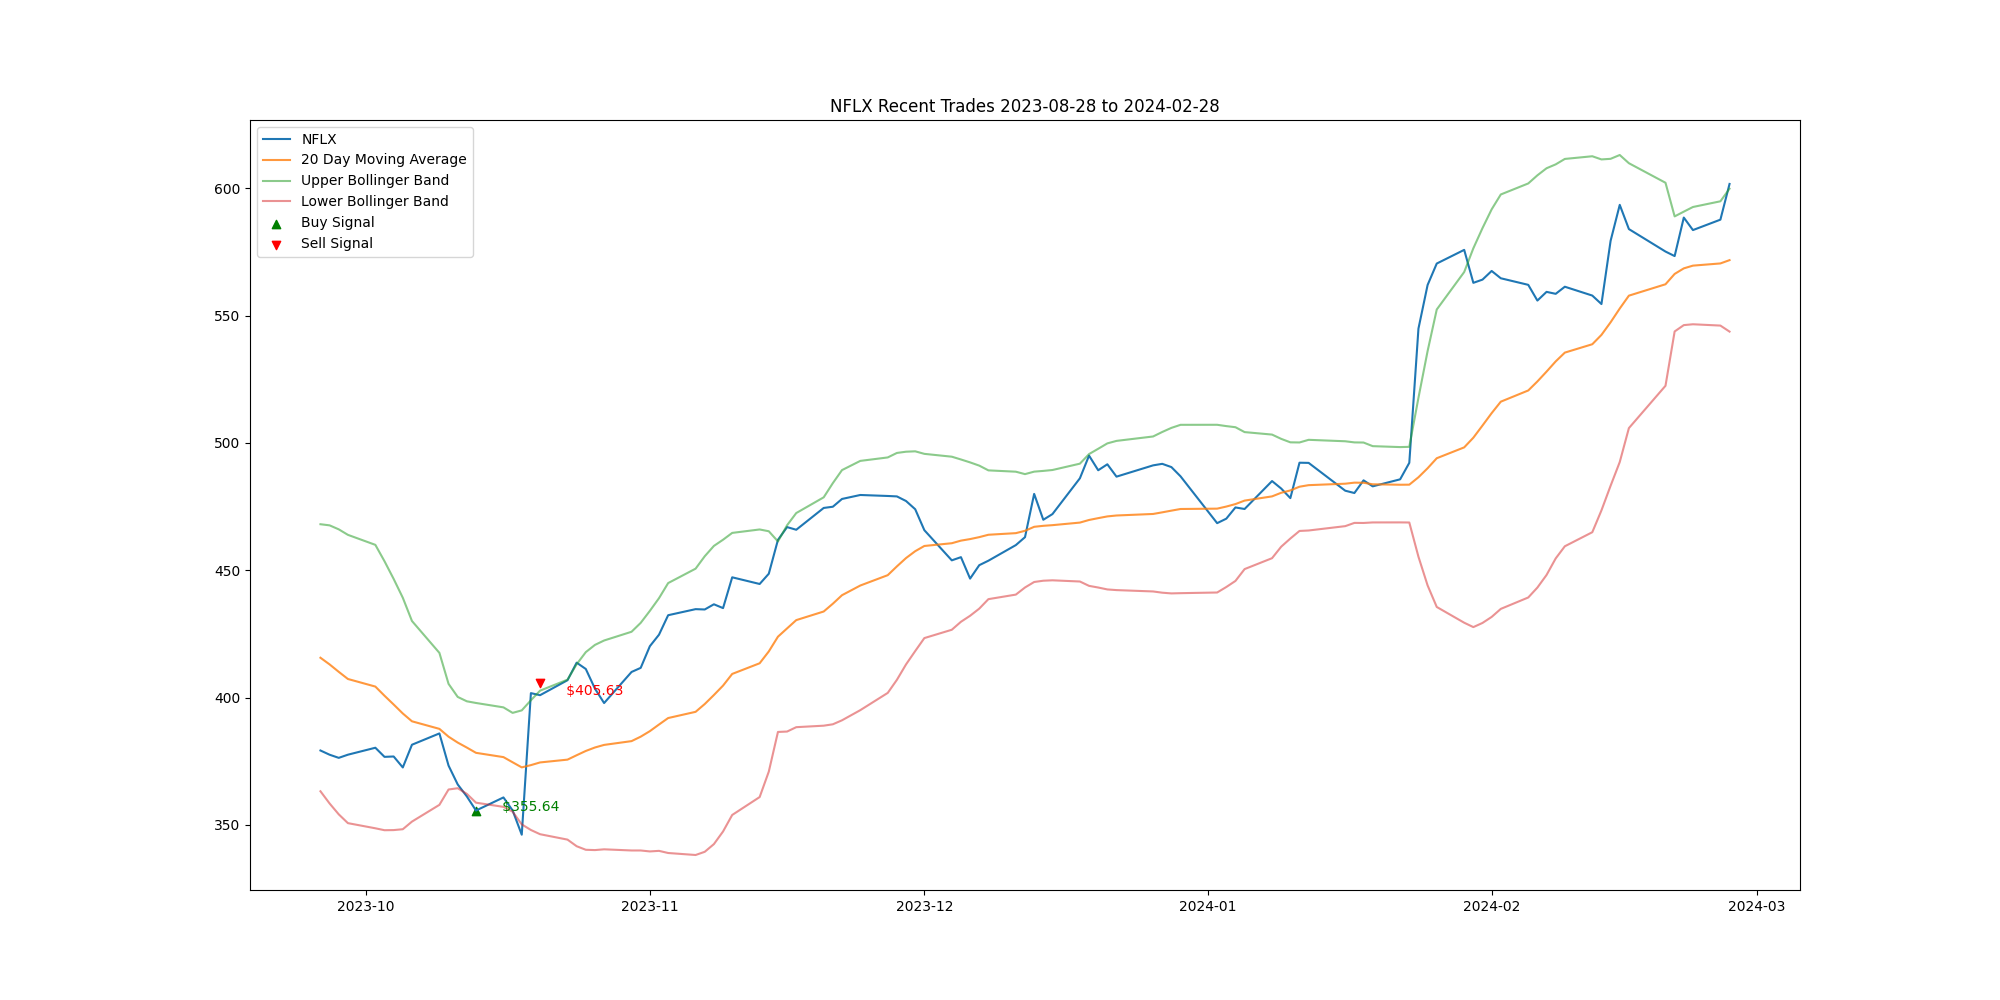 NFLX Recent Trades 2023-08-28 to 2024-02-28
NFLX
20 Day Moving Average
Upper Bollinger Band
Lower Bollinger Band
Buy Signal
Sell Signal
600
550
500
450
400
350
$405.63
$355.64
2023-10
2023-11
2023-12
2024-01
2024-02
2024-03